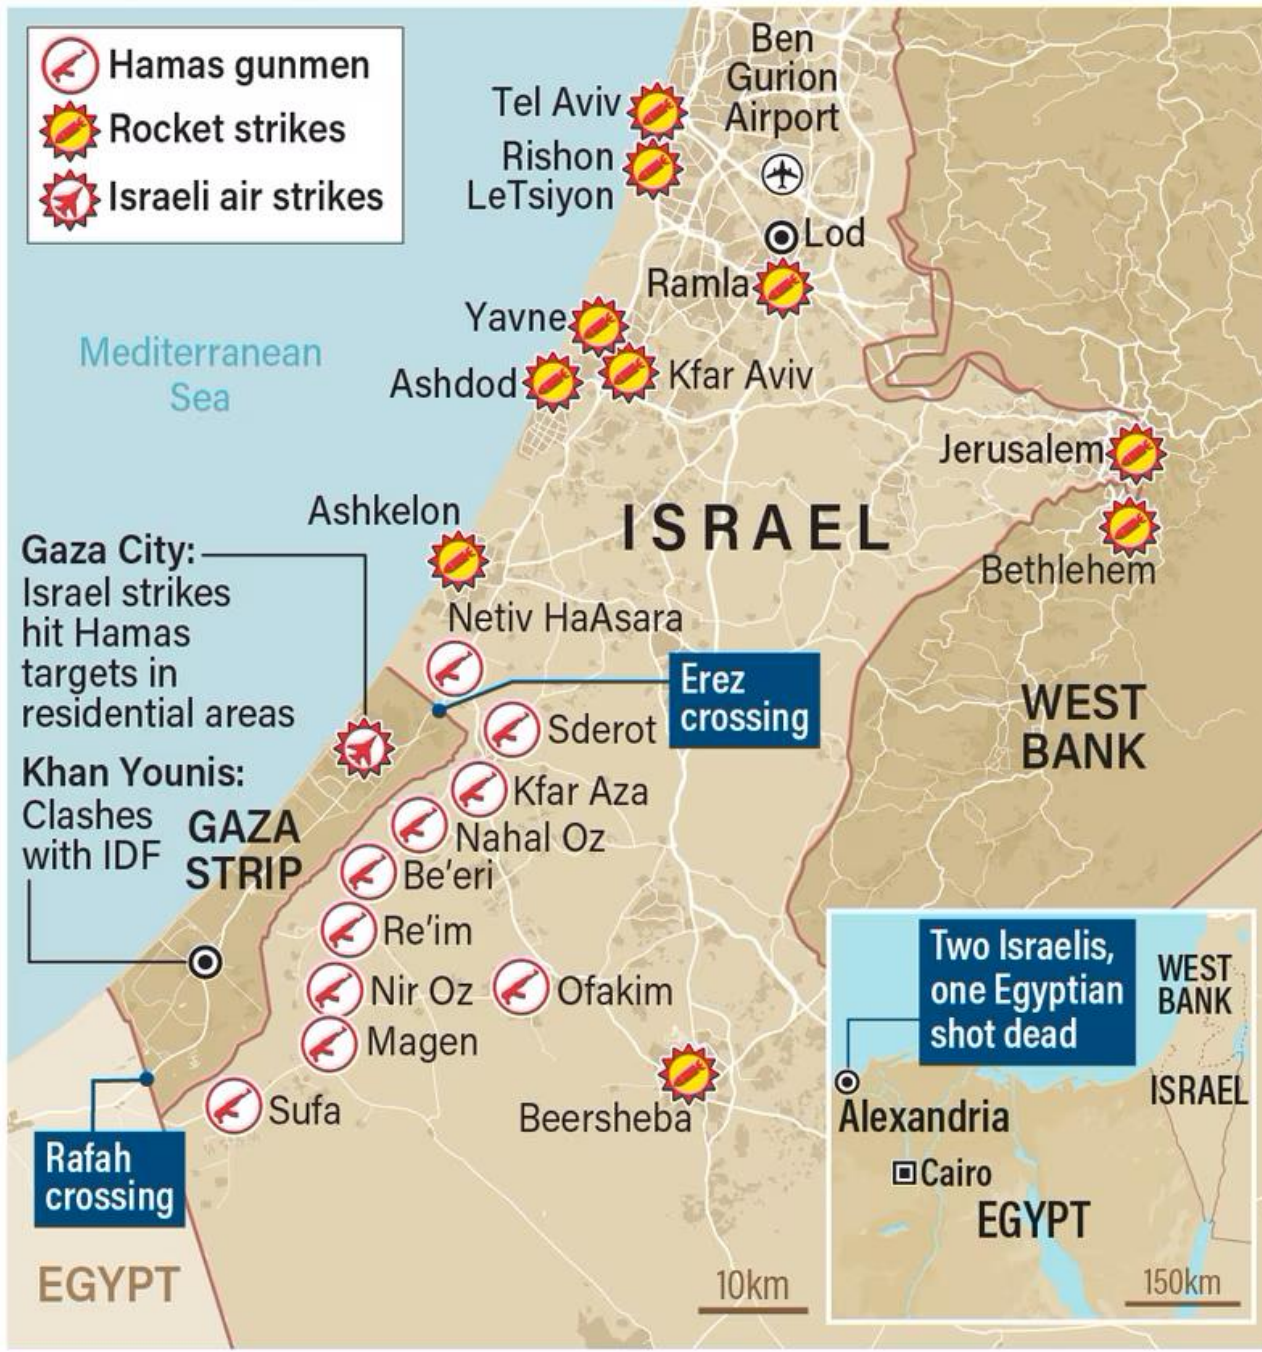 Hamas gunmen
Rocket strikes
Israeli air strikes
Ben
Gurion
Airport
Tel Aviv
Rishon
LeTsiyon
Lod
Ramla
Yavne
Mediterranean
Sea
Ashdod
Kfar Aviv
Jerusalem
Ashkelon
ISRAEL
Gaza City:
Israel strikes
hit Hamas
targets in
residential areas
Bethlehem
Netiv HaAsara
Erez
crossing
WEST
BANK
Sderot
Khan Younis:
Clashes
with IDF
GAZA
STRIP
Kfar Aza
Nahal Oz
Be’eri
Re’im
Nir Oz
Ofakim
Magen
Sufa
Beersheba
Rafah
crossing
EGYPT
10km
Two Israelis,
one Egyptian
shot dead
WEST
BANK
ISRAEL
Alexandria
Cairo
EGYPT
150km